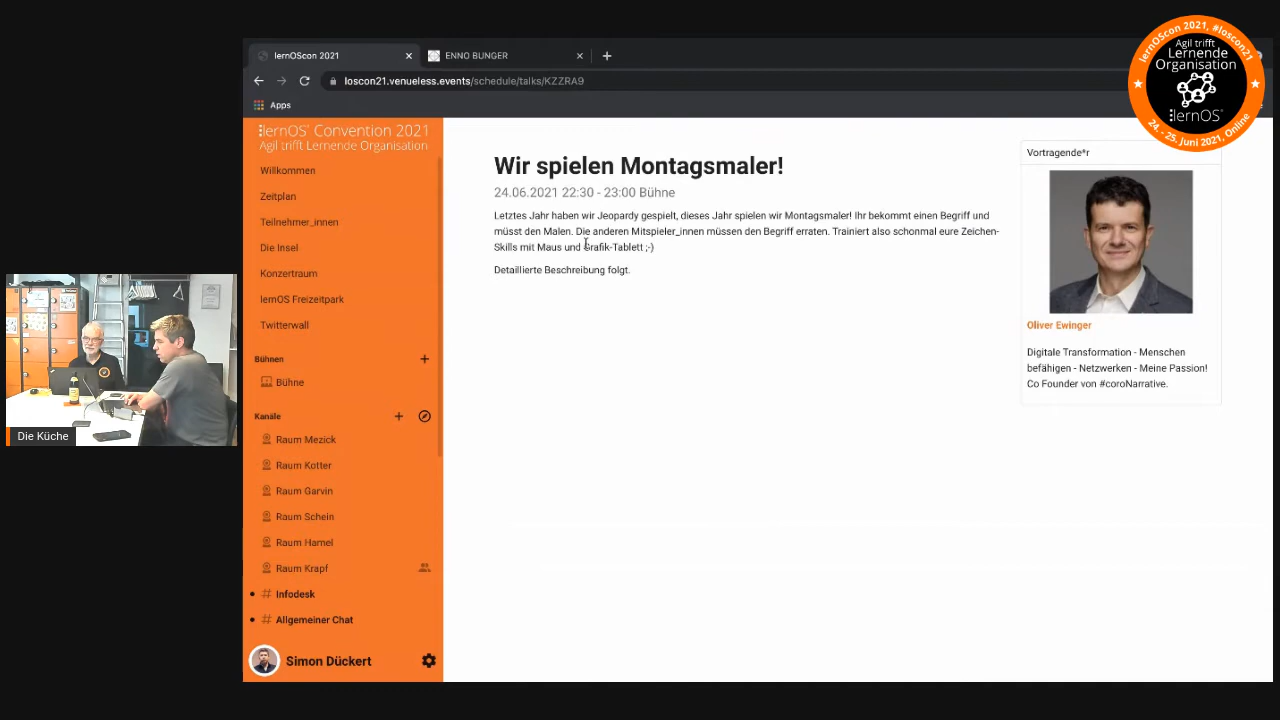 lernOScon 2021
ENNO BUNGER
loscon21.venueless.events/schedule/talks/KZZRA9
Apps
lernOScon 2021, #loscon21
Agil trifft
Lernende
Organisation
lernOS®
24. - 25. Juni 2021, Online
lernOS® Convention 2021
Agil trifft Lernende Organisation
Willkommen
Zeitplan
Teilnehmer_innen
Die Insel
Konzertraum
lernOS Freizeitpark
Twitterwall
Bühnen
Bühne
Kanäle
Raum Mezick
Raum Kotter
Raum Garvin
Raum Schein
Raum Hamel
Raum Krapf
# Infodesk
# Allgemeiner Chat
Simon Dückert
Wir spielen Montagsmaler!
24.06.2021 22:30 - 23:00 Bühne
Letztes Jahr haben wir Jeopardy gespielt, dieses Jahr spielen wir Montagsmaler! Ihr bekommt einen Begriff und
müsst den Malen. Die anderen Mitspieler_innen müssen den Begriff erraten. Trainiert also schonmal eure Zeichen-
Skills mit Maus und Grafik-Tablett ;-)
Detaillierte Beschreibung folgt.
Vortragende*r
Oliver Ewinger
Digitale Transformation - Menschen
befähigen - Netzwerken - Meine Passion!
Co Founder von #coroNarrative.
Die Küche